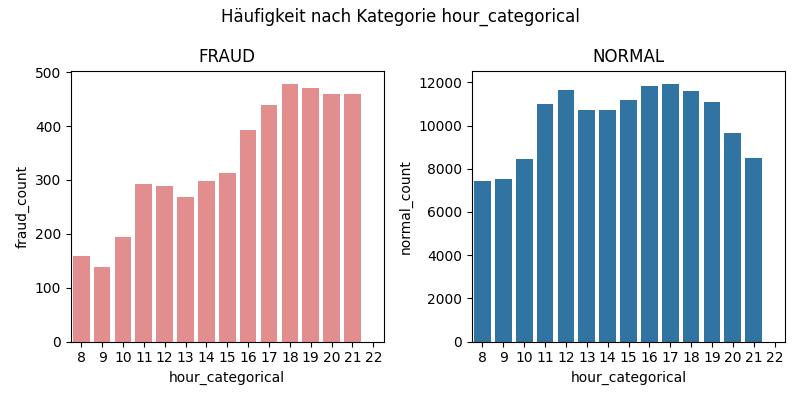 Häufigkeit nach Kategorie hour_categorical
FRAUD
500
400
300
200
100
0
fraud_count
8 9 10 11 12 13 14 15 16 17 18 19 20 21 22
hour_categorical
NORMAL
12000
10000
8000
6000
4000
2000
0
normal_count
8 9 10 11 12 13 14 15 16 17 18 19 20 21 22
hour_categorical